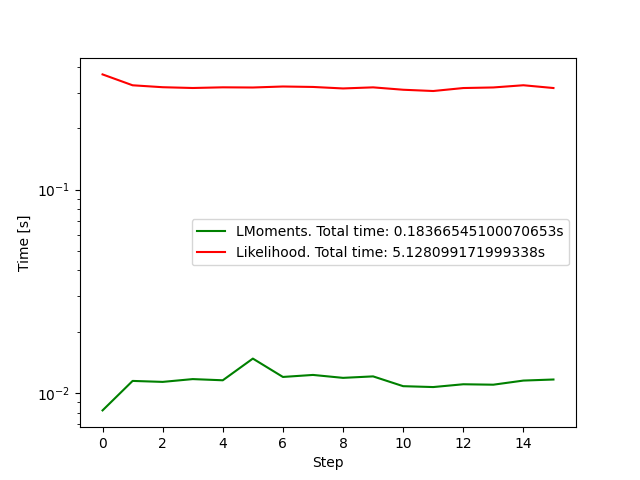 Time [s]
10⁻¹
10⁻²
LMoments. Total time: 0.18366545100070653s
Likelihood. Total time: 5.128099171999338s
0 2 4 6 8 10 12 14
Step